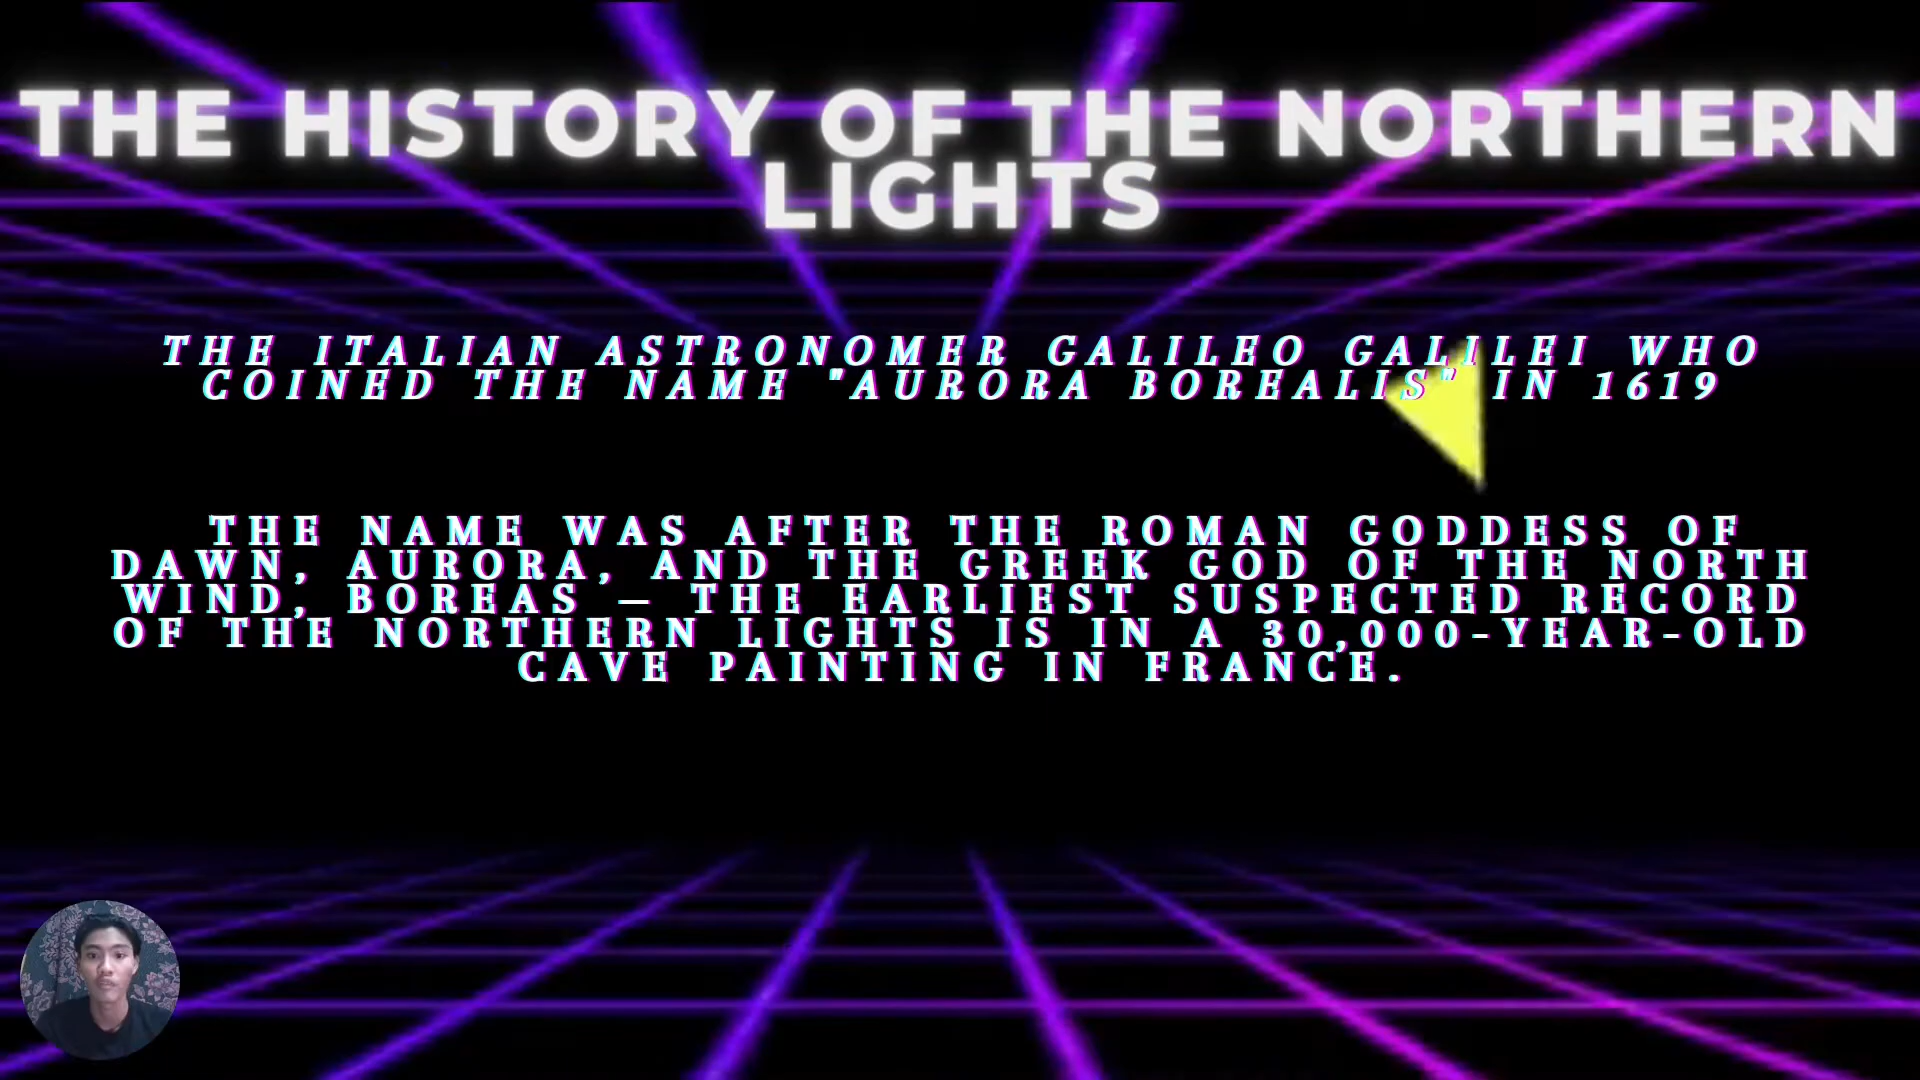 THE HISTORY OF THE NORTHERN
LIGHTS
THE ITALIAN ASTRONOMER GALILEO GALILEI WHO
COINED THE NAME "AURORA BOREALIS" IN 1619
THE NAME WAS AFTER THE ROMAN GODDESS OF
DAWN, AURORA, AND THE GREEK GOD OF THE NORTH
WIND, BOREAS — THE EARLIEST SUSPECTED RECORD
OF THE NORTHERN LIGHTS IS IN A 30,000-YEAR-OLD
CAVE PAINTING IN FRANCE.